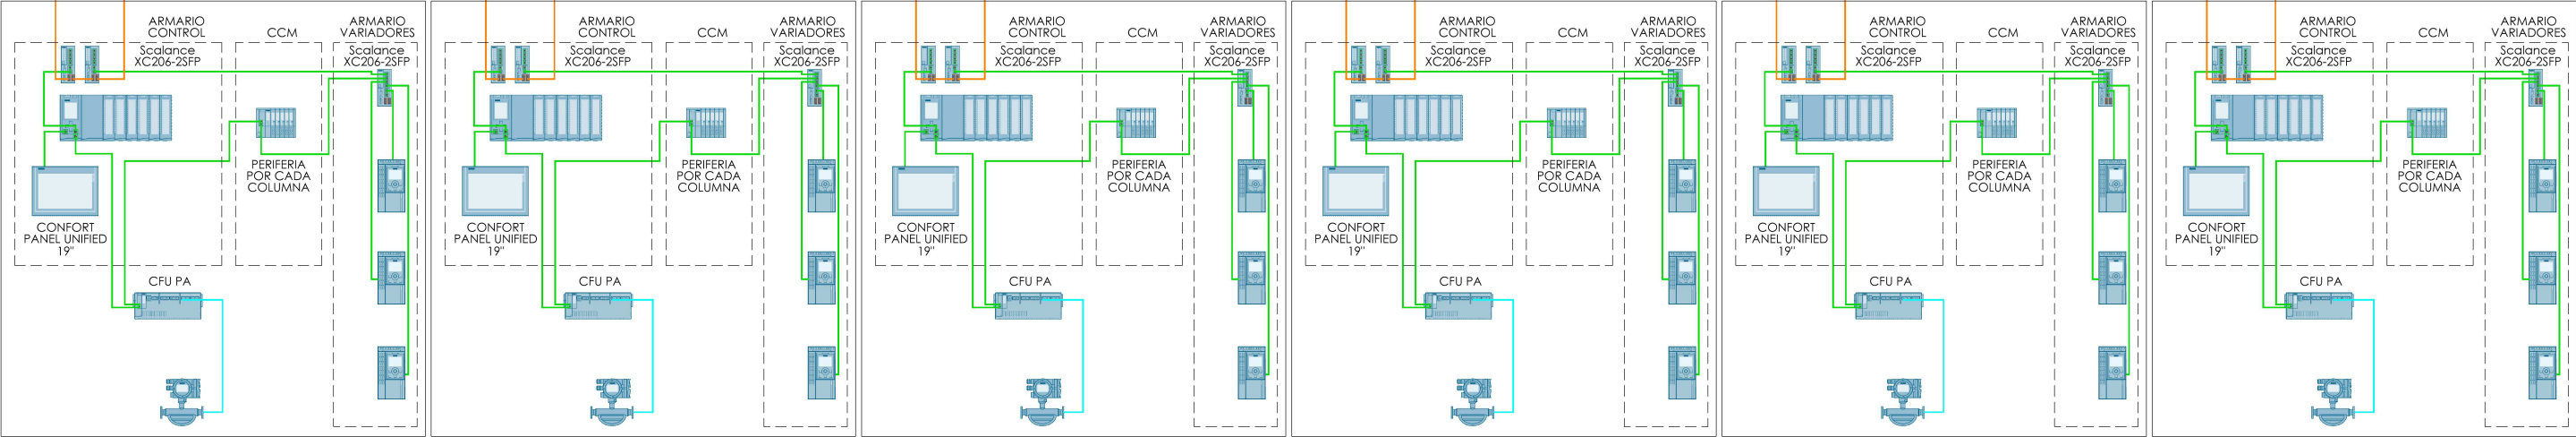 ARMARIO
CONTROL
CCM
ARMARIO
VARIADORES
Scalance
XC206-2SFP
Scalance
XC206-2SFP
PERIFERIA
POR CADA
COLUMNA
CONFORT
PANEL UNIFIED
19"
CFU PA
ARMARIO
CONTROL
CCM
ARMARIO
VARIADORES
Scalance
XC206-2SFP
Scalance
XC206-2SFP
PERIFERIA
POR CADA
COLUMNA
CONFORT
PANEL UNIFIED
19"
CFU PA
ARMARIO
CONTROL
CCM
ARMARIO
VARIADORES
Scalance
XC206-2SFP
Scalance
XC206-2SFP
PERIFERIA
POR CADA
COLUMNA
CONFORT
PANEL UNIFIED
19"
CFU PA
ARMARIO
CONTROL
CCM
ARMARIO
VARIADORES
Scalance
XC206-2SFP
Scalance
XC206-2SFP
PERIFERIA
POR CADA
COLUMNA
CONFORT
PANEL UNIFIED
19"
CFU PA
ARMARIO
CONTROL
CCM
ARMARIO
VARIADORES
Scalance
XC206-2SFP
Scalance
XC206-2SFP
PERIFERIA
POR CADA
COLUMNA
CONFORT
PANEL UNIFIED
19"
CFU PA
ARMARIO
CONTROL
CCM
ARMARIO
VARIADORES
Scalance
XC206-2SFP
Scalance
XC206-2SFP
PERIFERIA
POR CADA
COLUMNA
CONFORT
PANEL UNIFIED
19"
CFU PA